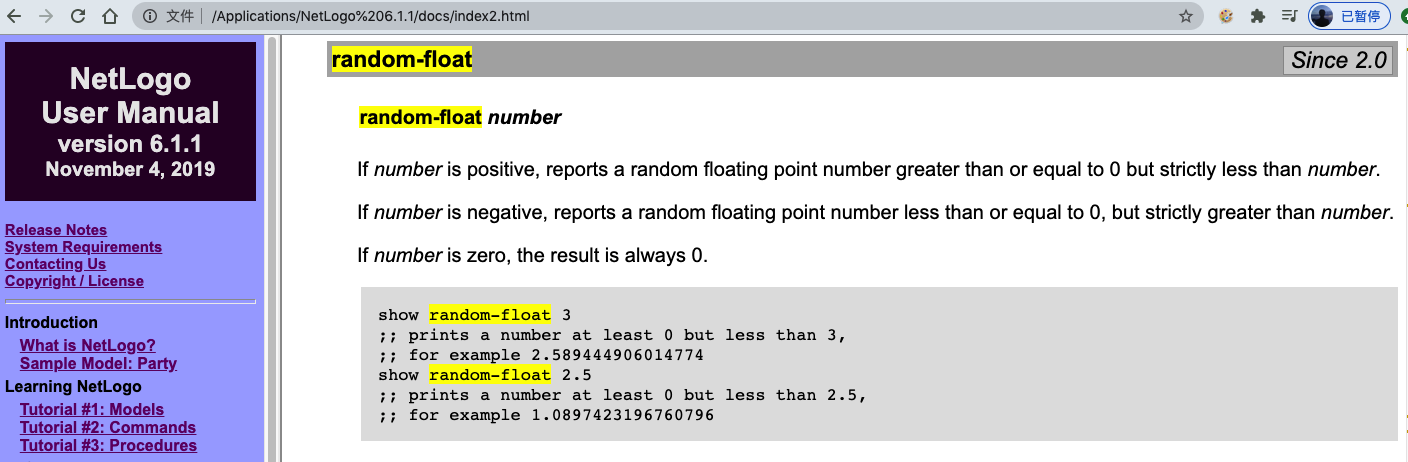 文件 /Applications/NetLogo%206.1.1/docs/index2.html
已暂停
NetLogo
User Manual
version 6.1.1
November 4, 2019
Release Notes
System Requirements
Contacting Us
Copyright / License
Introduction
What is NetLogo?
Sample Model: Party
Learning NetLogo
Tutorial #1: Models
Tutorial #2: Commands
Tutorial #3: Procedures
random-float
Since 2.0
random-float number
If number is positive, reports a random floating point number greater than or equal to 0 but strictly less than number.
If number is negative, reports a random floating point number less than or equal to 0, but strictly greater than number.
If number is zero, the result is always 0.
show random-float 3
;; prints a number at least 0 but less than 3,
;; for example 2.589444906014774
show random-float 2.5
;; prints a number at least 0 but less than 2.5,
;; for example 1.0897423196760796